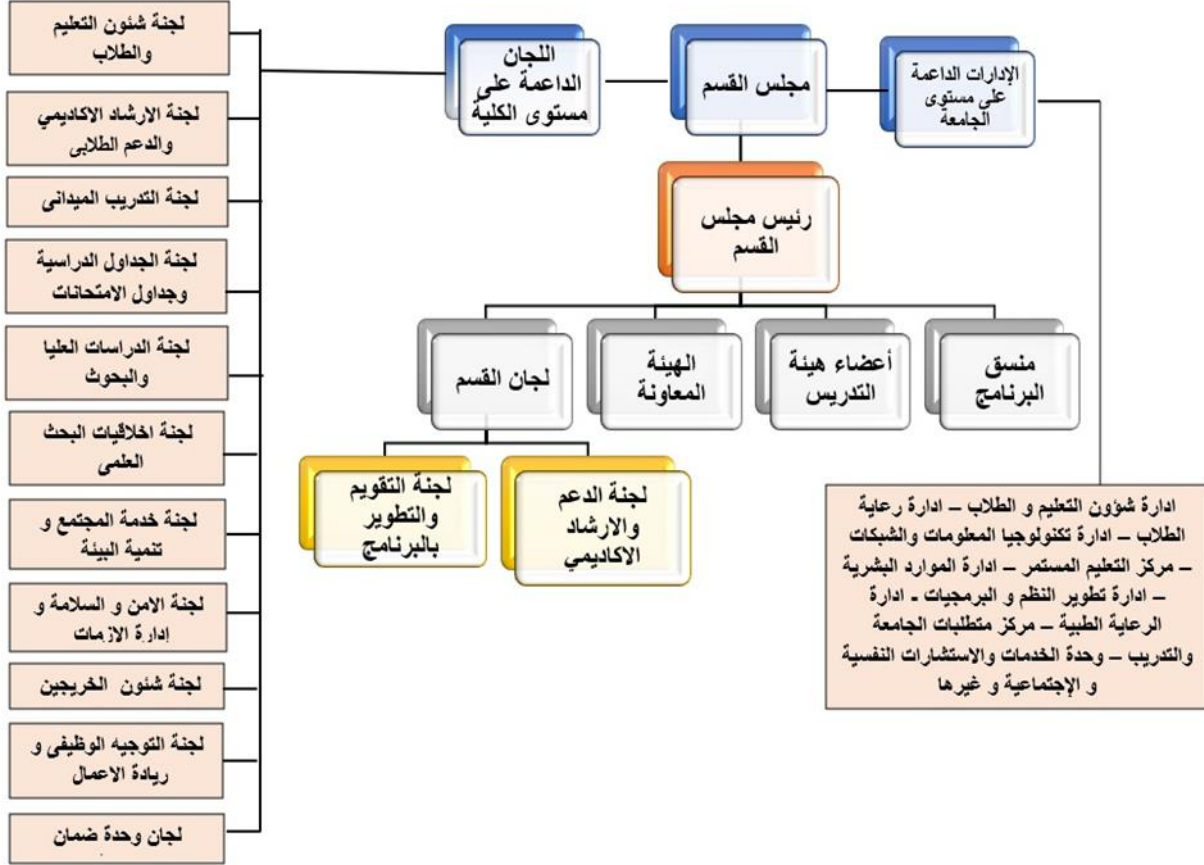 الإدارات الداعمة
على مستوى
الجامعة
مجلس القسم
اللجان
الداعمة على
مستوى الكلية
رئيس مجلس
القسم
منسق
البرنامج
أعضاء هيئة
التدريس
الهيئة
المعاونة
لجان القسم
لجنة الدعم
والارشاد
الاكاديمي
لجنة التقويم
والتطوير
بالبرنامج
ادارة شؤون التعليم و الطلاب – ادارة رعاية
الطلاب – ادارة تكنولوجيا المعلومات والشبكات
– مركز التعليم المستمر – ادارة الموارد البشرية
– ادارة تطوير النظم و البرمجيات - ادارة
الرعاية الطبية – مركز متطلبات الجامعة
والتدريب – وحدة الخدمات والاستشارات النفسية
و الإجتماعية و غيرها
لجنة شئون التعليم
والطلاب
لجنة الارشاد الاكاديمي
والدعم الطلابى
لجنة التدريب الميدانى
لجنة الجداول الدراسية
وجداول الامتحانات
لجنة الدراسات العليا
والبحوث
لجنة اخلاقيات البحث
العلمى
لجنة خدمة المجتمع و
تنمية البيئة
لجنة الامن و السلامة و
إدارة الازمات
لجنة شئون الخريجين
لجنة التوجيه الوظيفى و
ريادة الاعمال
لجان وحدة ضمان